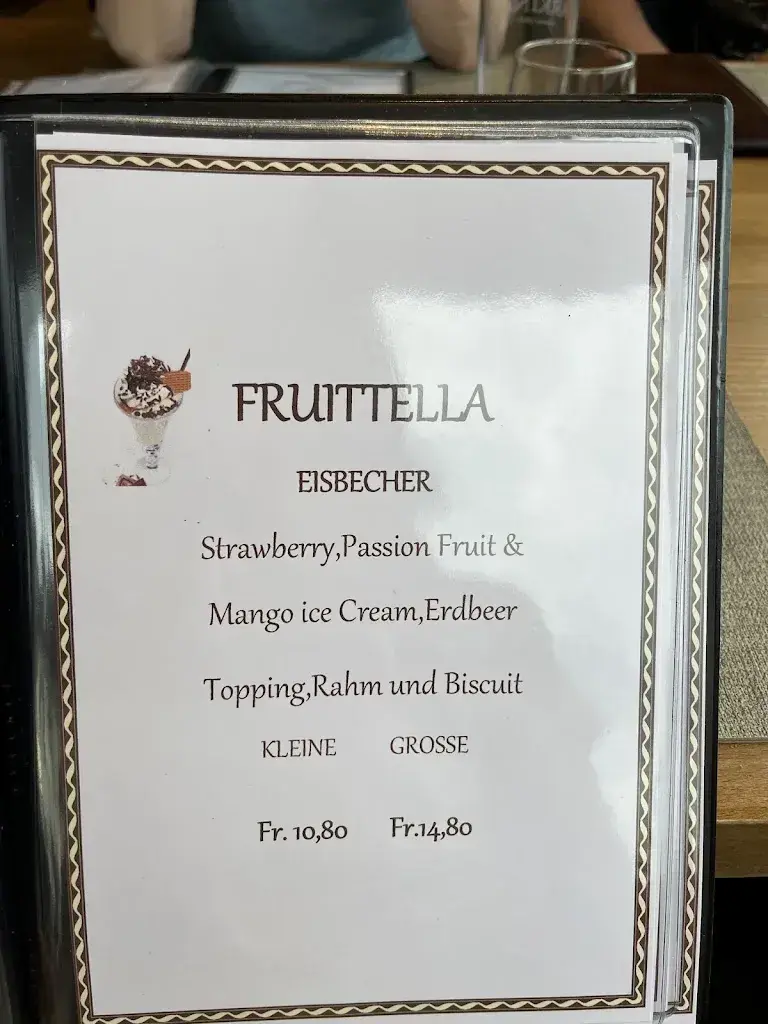 FRUITTELLA
EISBECHER
Strawberry,Passion Fruit &
Mango ice Cream,Erdbeer
Topping,Rahm und Biscuit
KLEINE GROSSE
Fr. 10,80 Fr.14,80